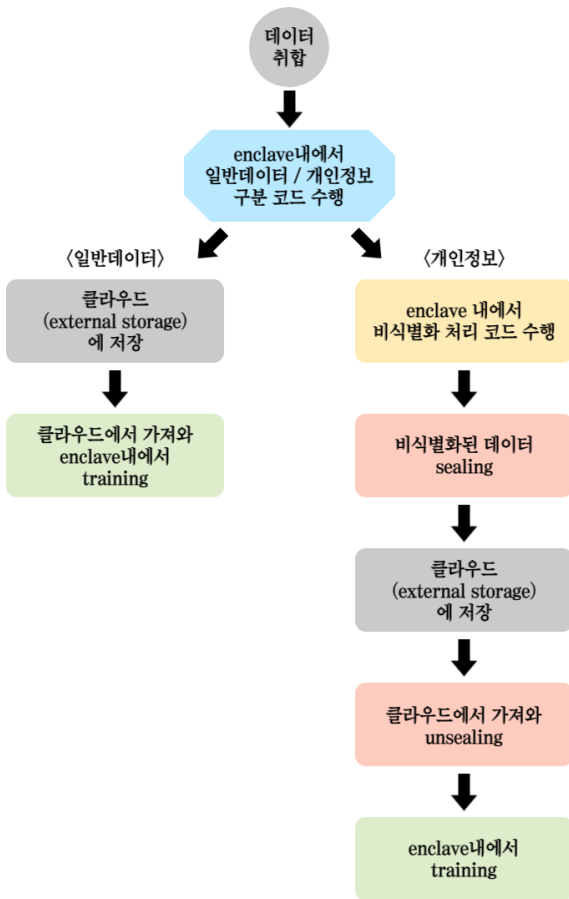 데이터
취합
enclave내에서
일반데이터 / 개인정보
구분 코드 수행
〈일반데이터〉
클라우드
(external storage)
에 저장
클라우드에서 가져와
enclave내에서
training
〈개인정보〉
enclave 내에서
비식별화 처리 코드 수행
비식별화된 데이터
sealing
클라우드
(external storage)
에 저장
클라우드에서 가져와
unsealing
enclave내에서
training